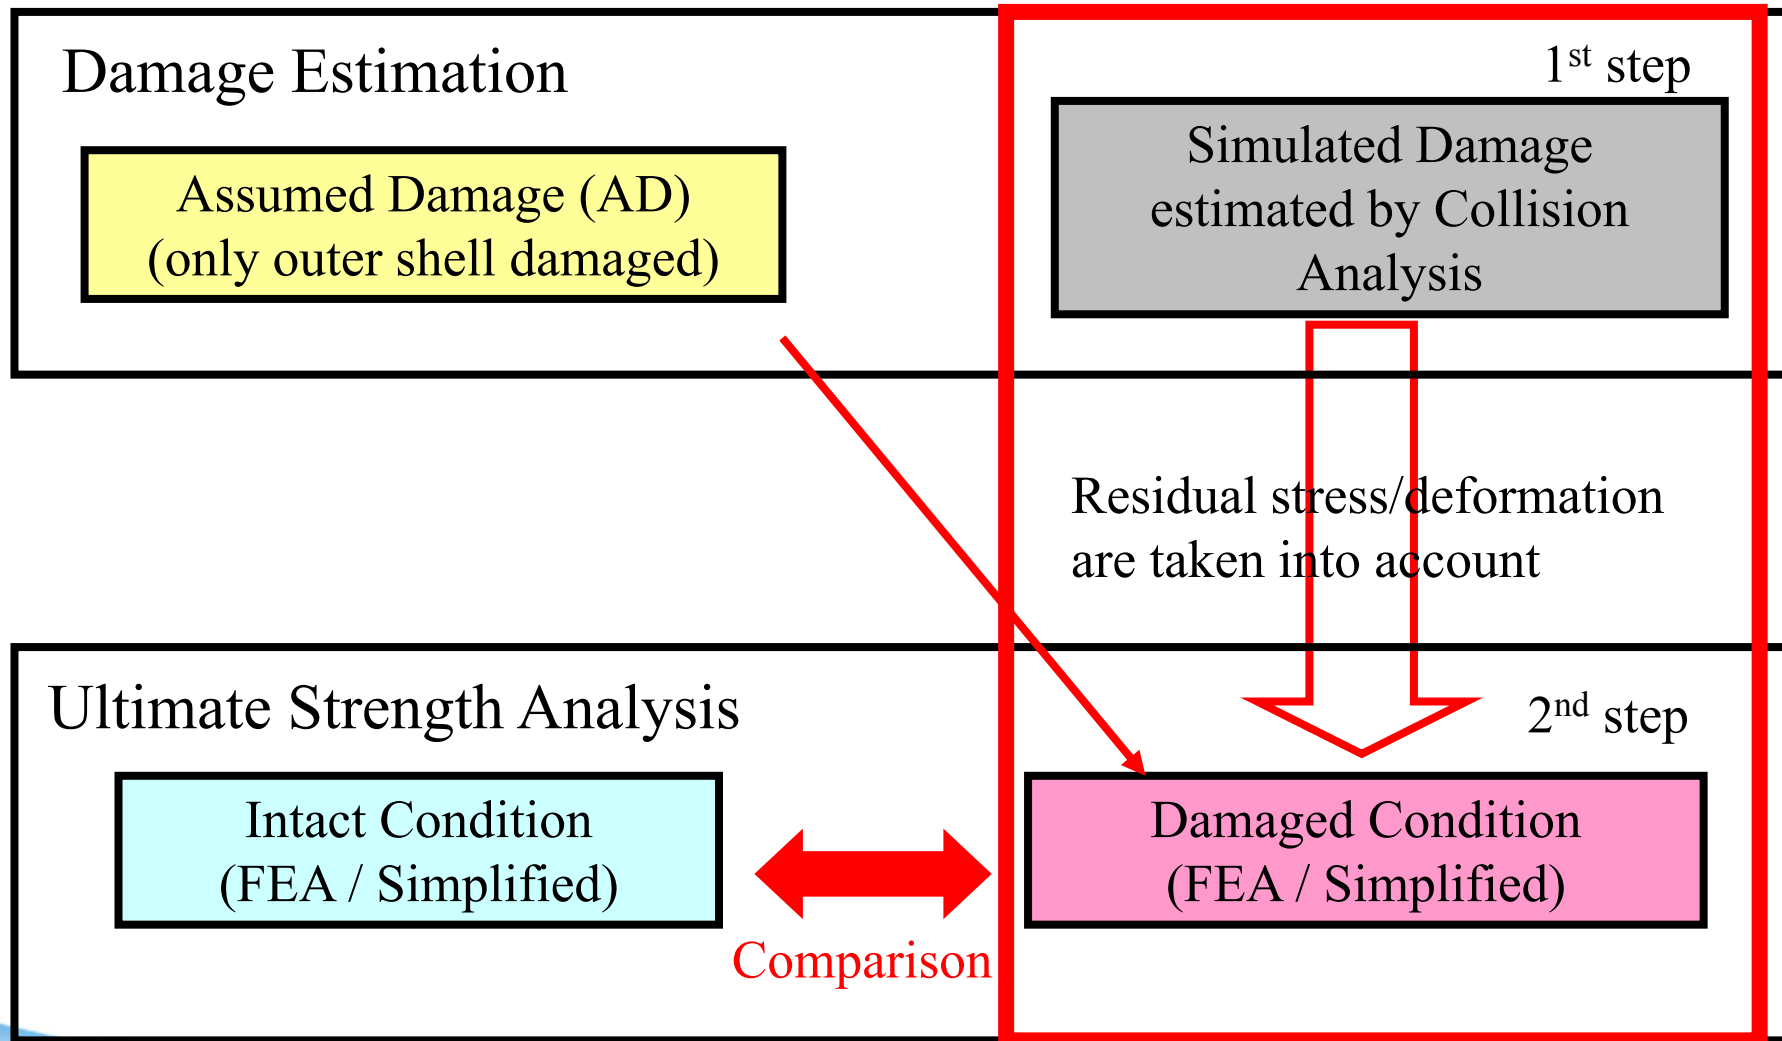 Damage Estimation
1st step
Assumed Damage (AD)
(only outer shell damaged)
Simulated Damage
estimated by Collision
Analysis
Residual stress/deformation
are taken into account
Ultimate Strength Analysis
2nd step
Intact Condition
(FEA / Simplified)
Comparison
Damaged Condition
(FEA / Simplified)